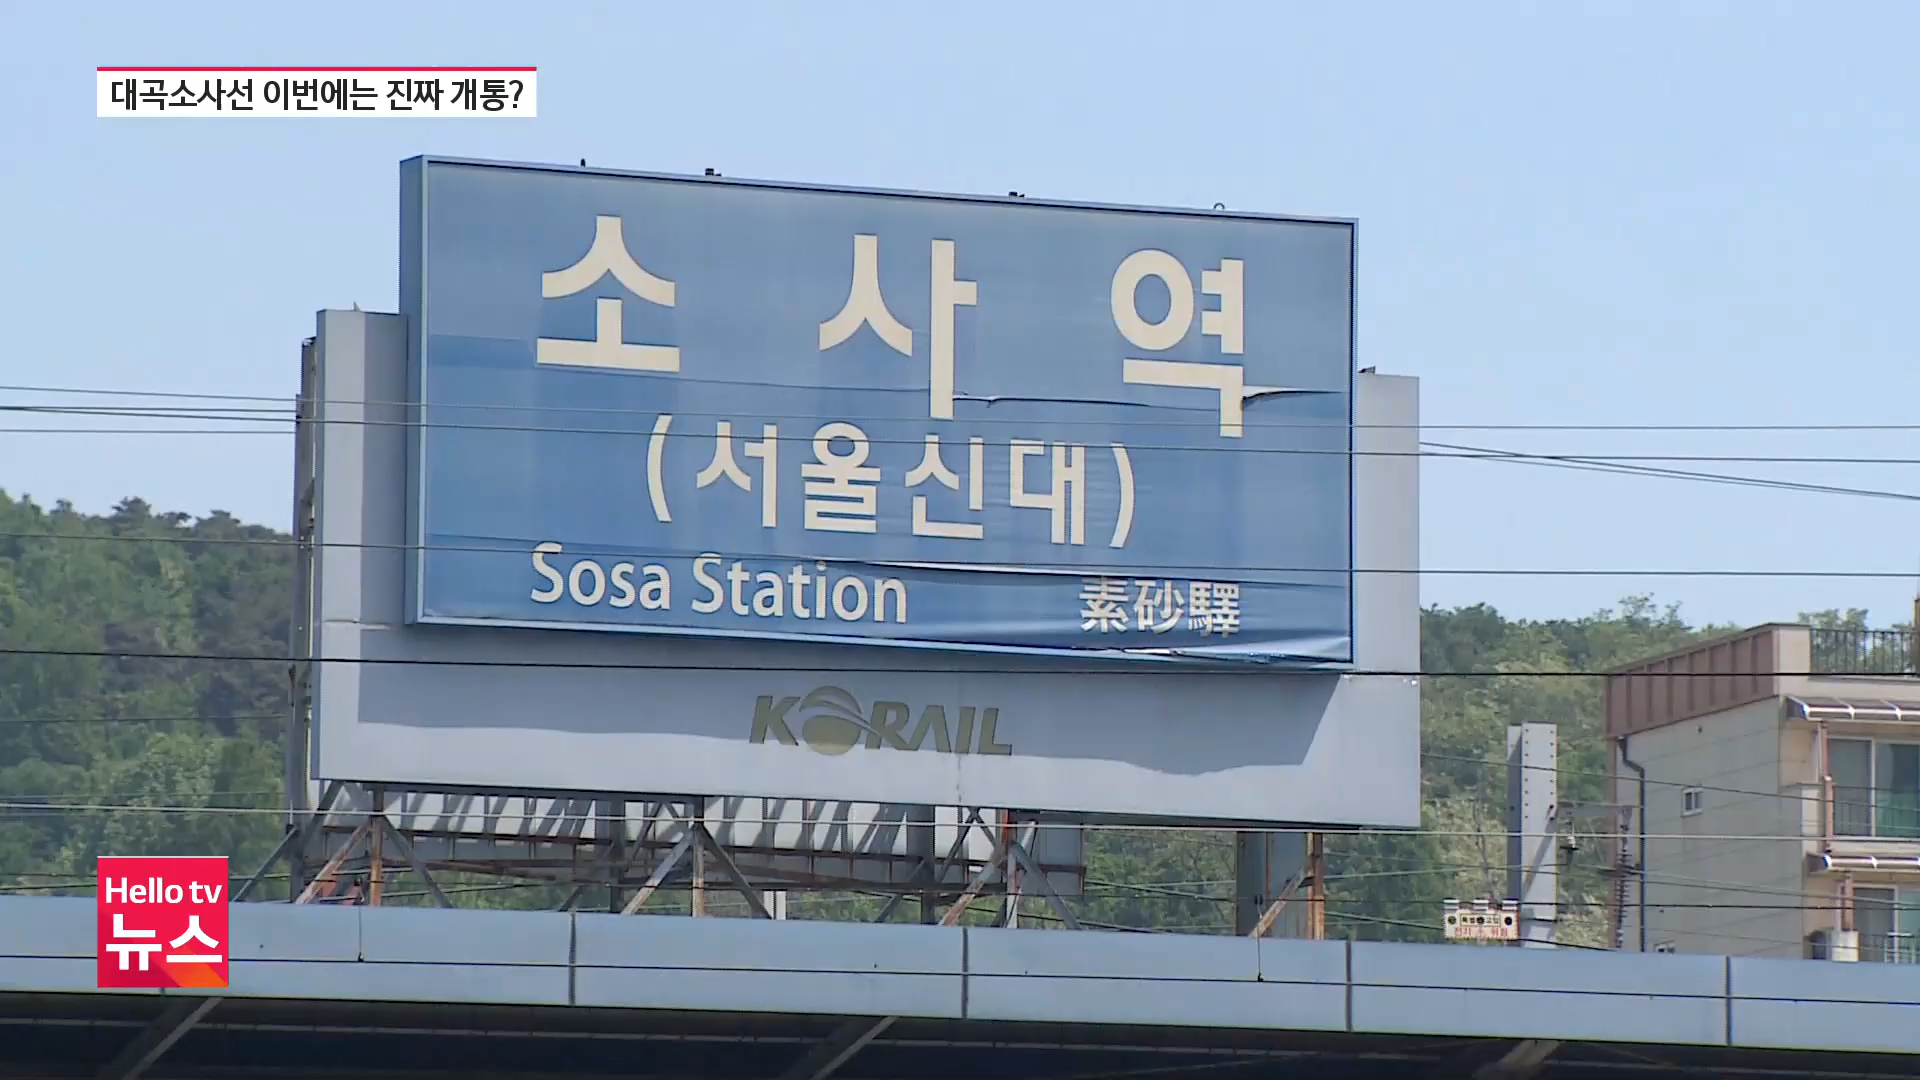 대곡소사선 이번에는 진짜 개통?
소사역
(서울신대)
Sosa Station 素砂驛
KORAIL
Hello tv
뉴스